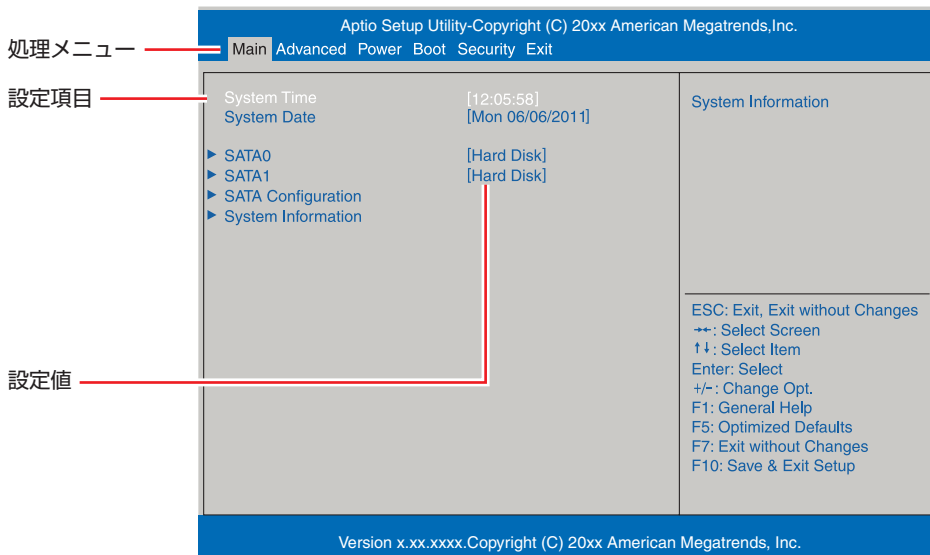 Aptio Setup Utility-Copyright (C) 20xx American Megatrends,Inc.
処理メニュー
Main Advanced Power Boot Security Exit
設定項目
System Time [12:05:58]
System Date [Mon 06/06/2011]
▶ SATA0 [Hard Disk]
▶ SATA1 [Hard Disk]
▶ SATA Configuration
▶ System Information
設定値
System Information
ESC: Exit, Exit without Changes
→←: Select Screen
↑↓: Select Item
Enter: Select
+/-: Change Opt.
F1: General Help
F5: Optimized Defaults
F7: Exit without Changes
F10: Save & Exit Setup
Version x.xx.xxxx.Copyright (C) 20xx American Megatrends, Inc.